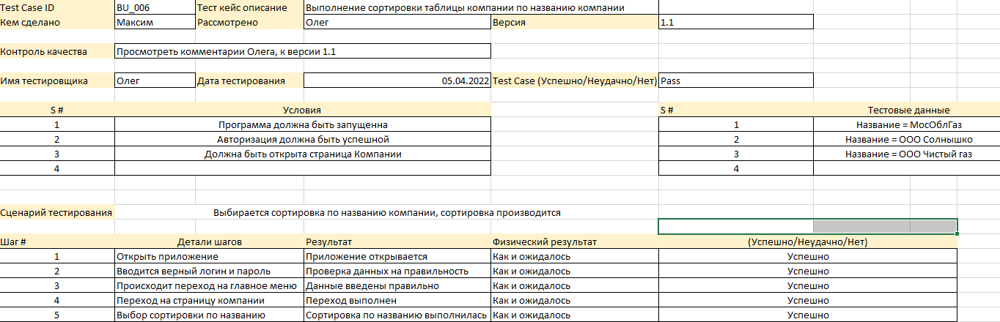 Test Case ID BU_006 Тест кейс описание Выполнение сортировки таблицы компании по названию компании
Кем сделано Максим Рассмотрено Олег Версия 1.1
Контроль качества Просмотреть комментарии Олега, к версии 1.1
Имя тестировщика Олег Дата тестирования 05.04.2022 Test Case (Успешно/Неудачно/Нет) Pass
S # Условия S # Тестовые данные
1 Программа должна быть запущенна 1 Название = МосОблГаз
2 Авторизация должна быть успешной 2 Название = ООО Солнышко
3 Должна быть открыта страница Компании 3 Название = ООО Чистый газ
4 4
Сценарий тестирования Выбирается сортировка по названию компании, сортировка производится
Шаг # Детали шагов Результат Физический результат (Успешно/Неудачно/Нет)
1 Открыть приложение Приложение открывается Как и ожидалось Успешно
2 Вводится верный логин и пароль Проверка данных на правильность Как и ожидалось Успешно
3 Происходит переход на главное меню Данные введены правильно Как и ожидалось Успешно
4 Переход на страницу компании Переход выполнен Как и ожидалось Успешно
5 Выбор сортировки по названию Сортировка по названию выполнилась Как и ожидалось Успешно